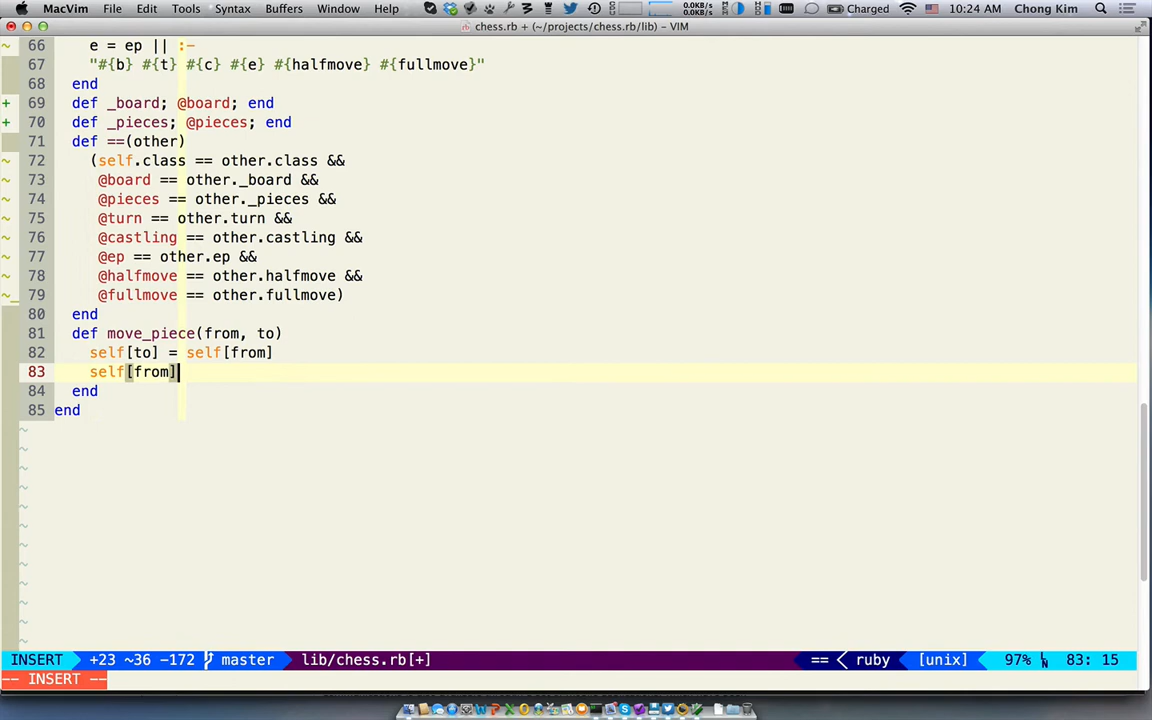 MacVim File Edit Tools Syntax Buffers Window Help 0.0KB/s 0.0KB/s Charged 10:24 AM Chong Kim
chess.rb + (~/projects/chess.rb/lib) - VIM
~ 66 e = ep || :-
~ 67 "#{b} #{t} #{c} #{e} #{halfmove} #{fullmove}"
68 end
+ 69 def _board; @board; end
+ 70 def _pieces; @pieces; end
71 def ==(other)
~ 72 (self.class == other.class &&
~ 73 @board == other._board &&
~ 74 @pieces == other._pieces &&
~ 75 @turn == other.turn &&
~ 76 @castling == other.castling &&
~ 77 @ep == other.ep &&
~ 78 @halfmove == other.halfmove &&
~_ 79 @fullmove == other.fullmove)
80 end
81 def move_piece(from, to)
82 self[to] = self[from]
83 self[from]
84 end
85 end
~
~
~
~
~
~
~
~
~
~
~
~
INSERT +23 ~36 -172 master lib/chess.rb[+] == ruby [unix] 97% LN 83: 15
-- INSERT --